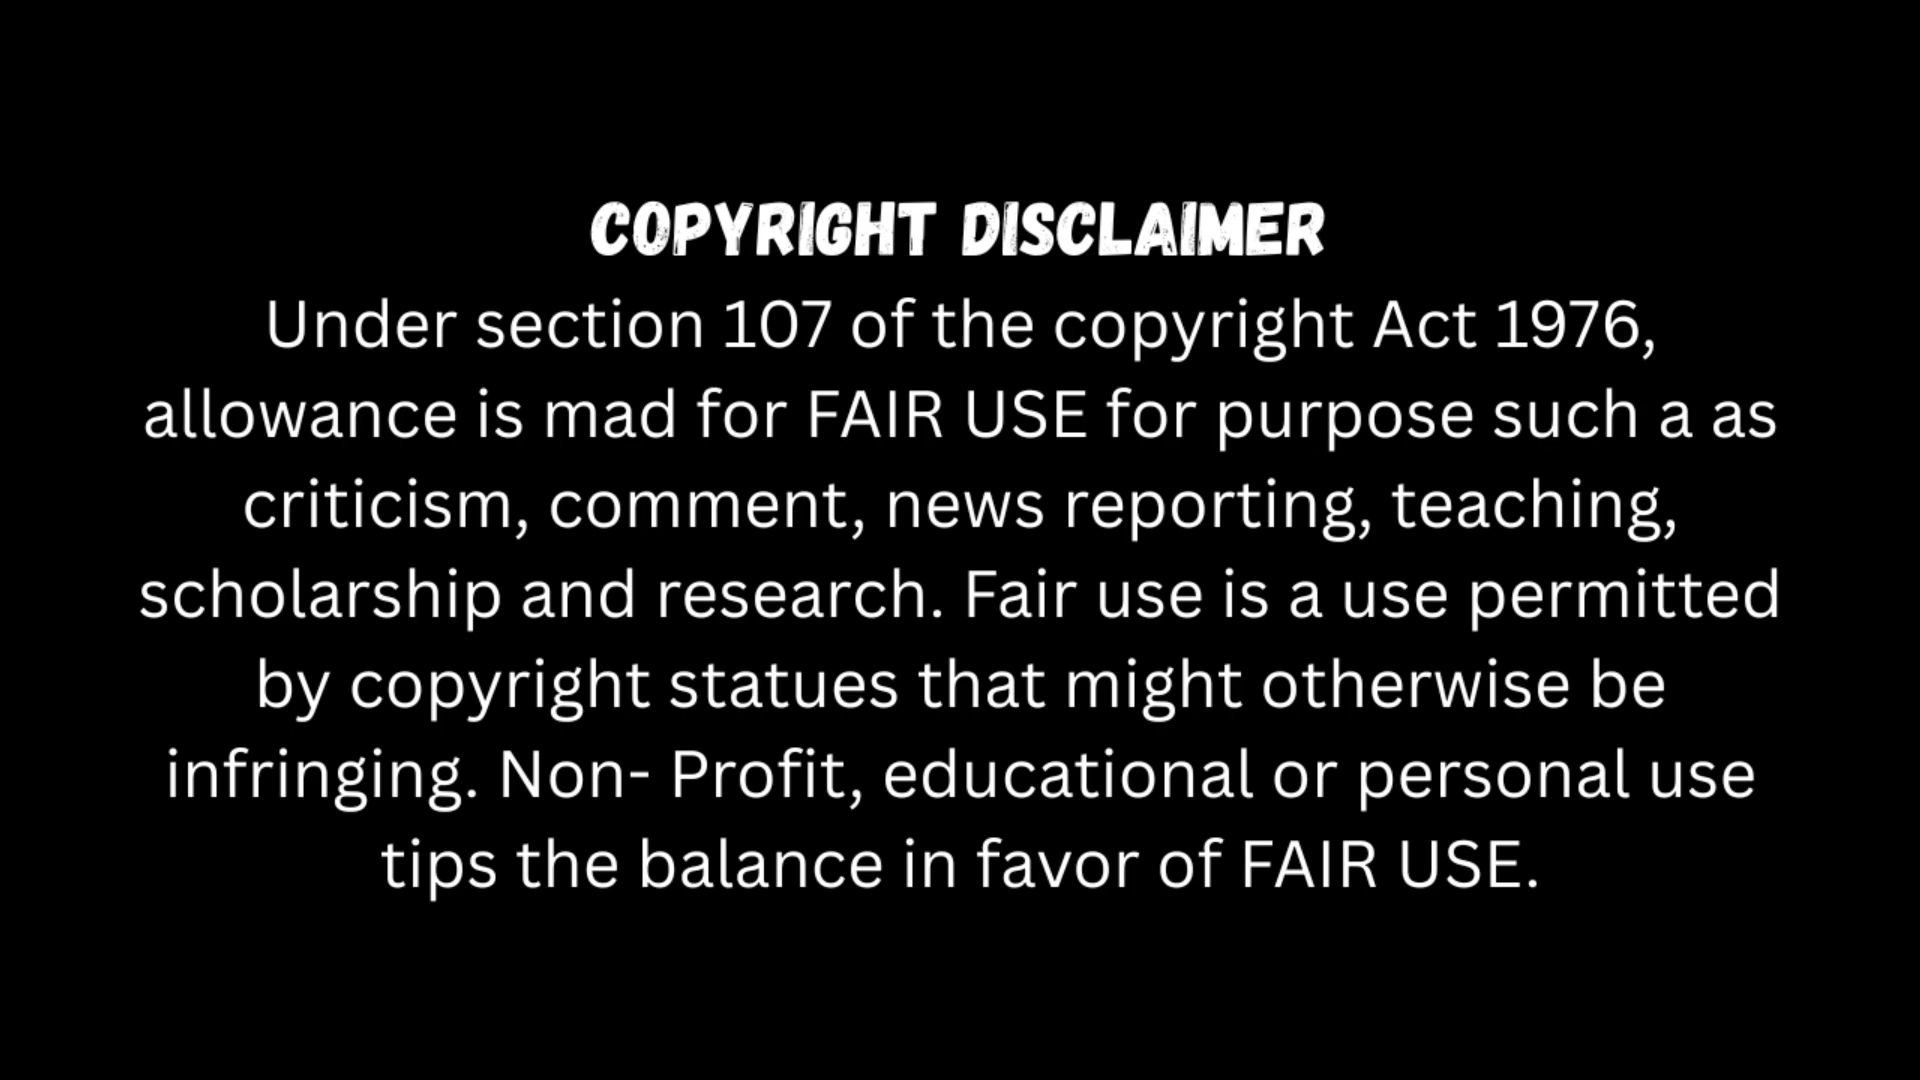 COPYRIGHT DISCLAIMER
Under section 107 of the copyright Act 1976,
allowance is mad for FAIR USE for purpose such a as
criticism, comment, news reporting, teaching,
scholarship and research. Fair use is a use permitted
by copyright statues that might otherwise be
infringing. Non- Profit, educational or personal use
tips the balance in favor of FAIR USE.